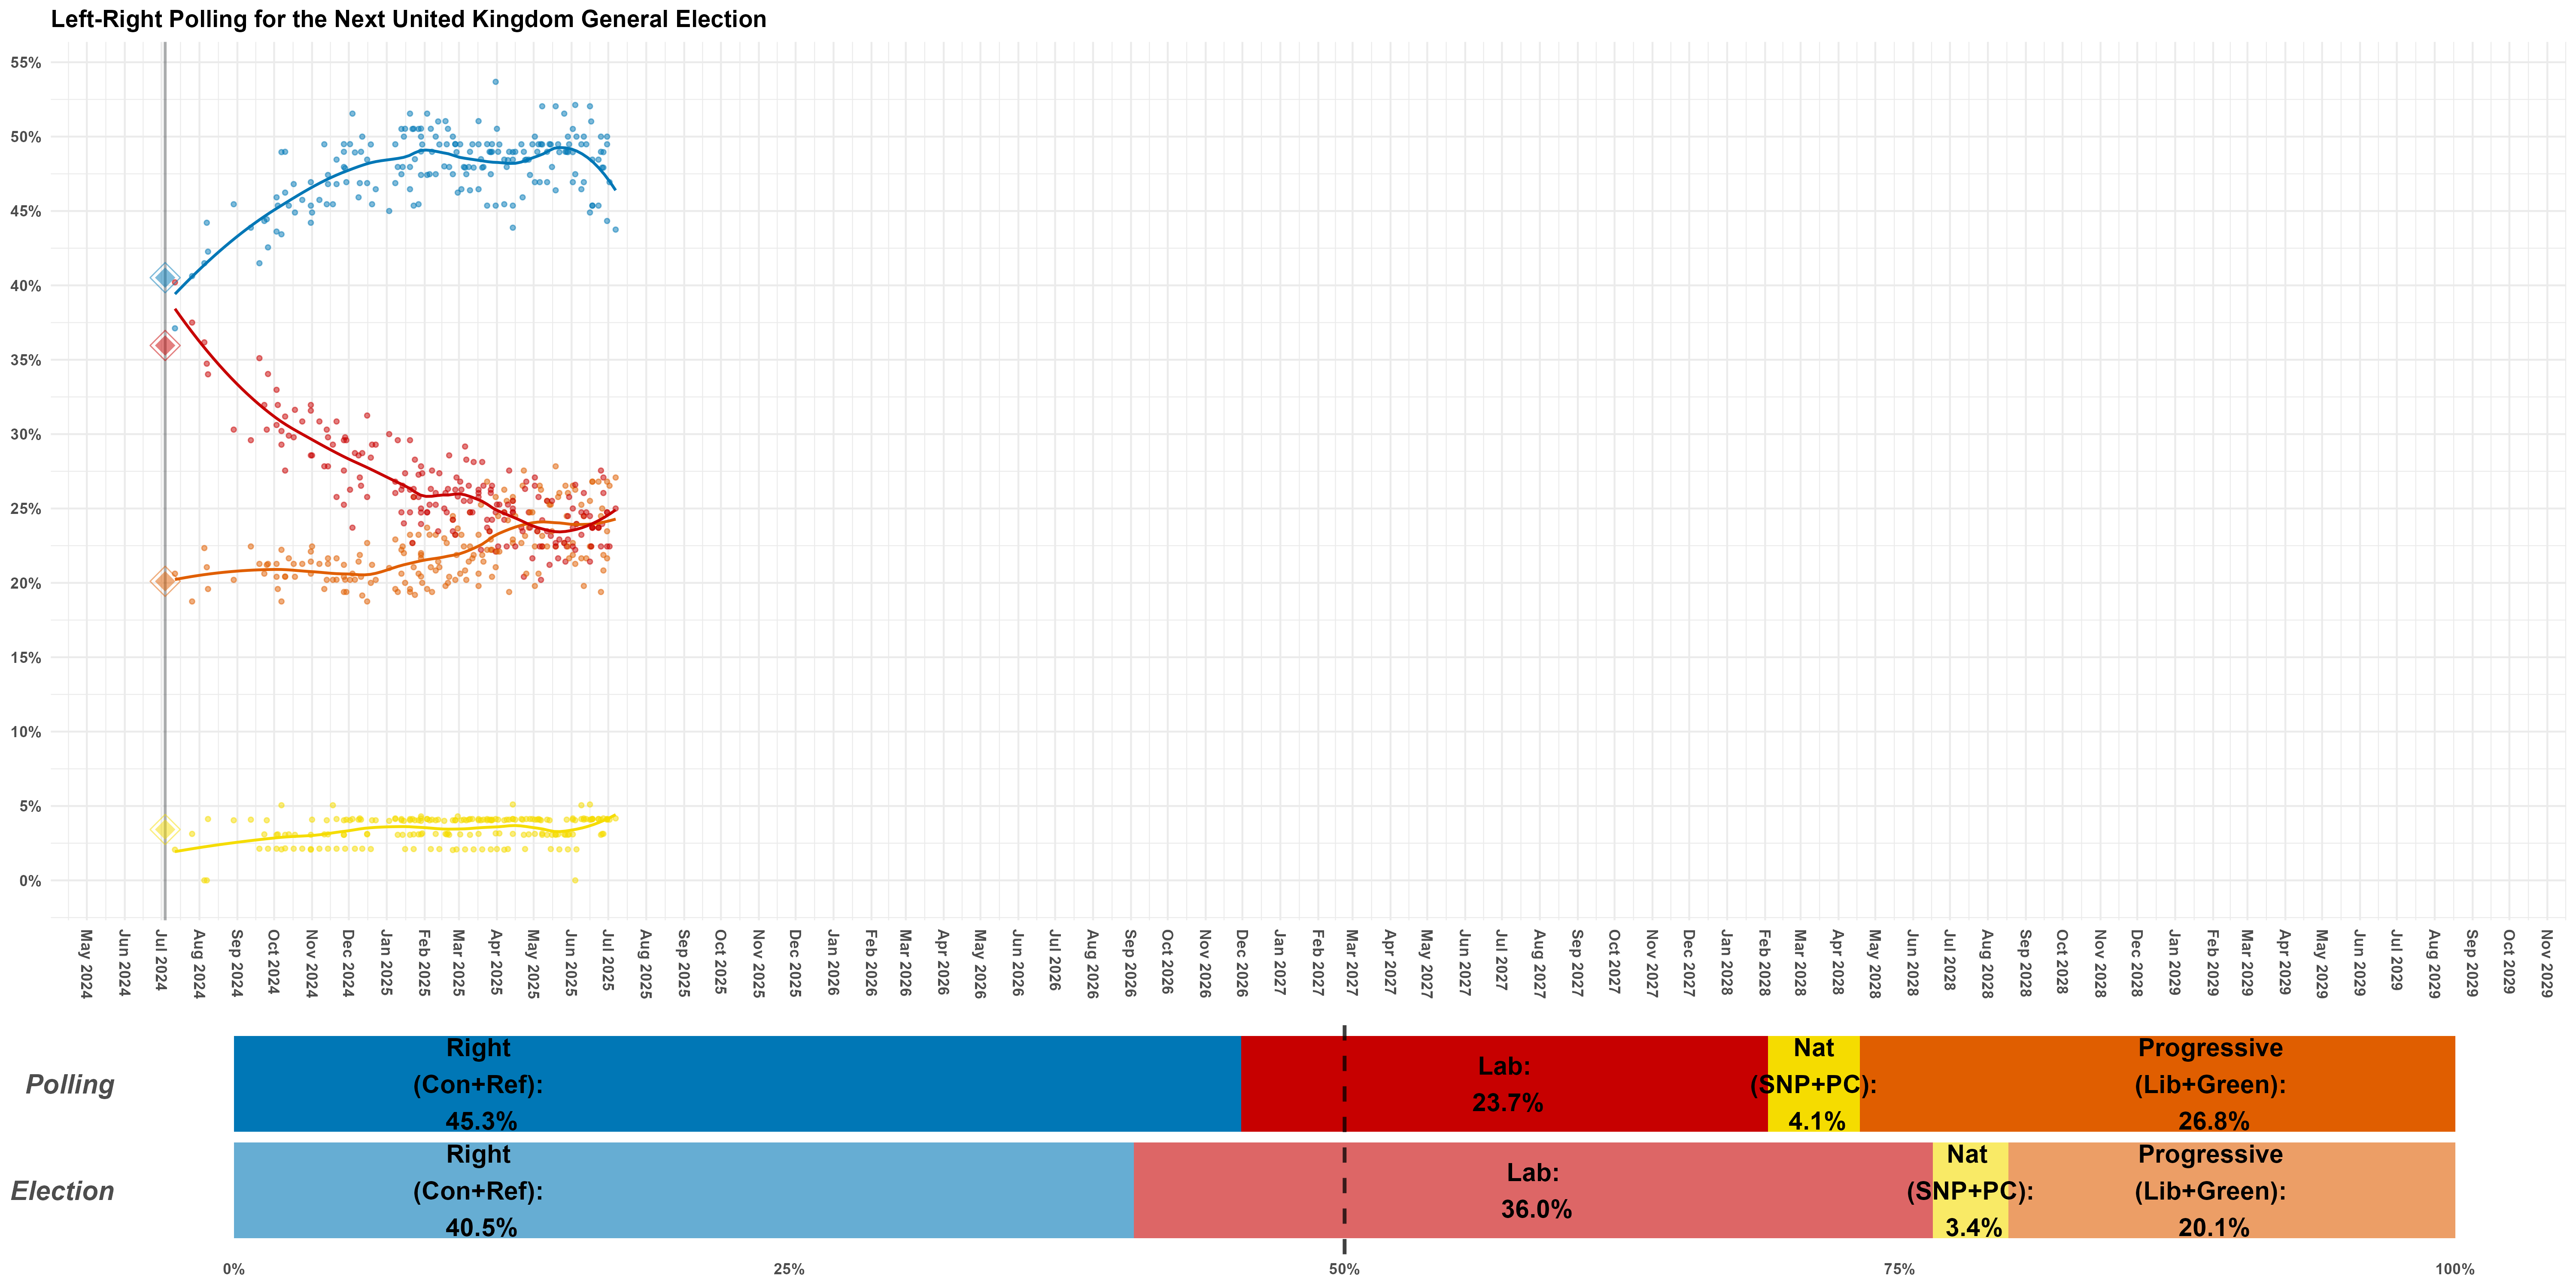 Left-Right Polling for the Next United Kingdom General Election
55%
50%
45%
40%
35%
30%
25%
20%
15%
10%
5%
0%
May 2024
Jun 2024
Jul 2024
Aug 2024
Sep 2024
Oct 2024
Nov 2024
Dec 2024
Jan 2025
Feb 2025
Mar 2025
Apr 2025
May 2025
Jun 2025
Jul 2025
Aug 2025
Sep 2025
Oct 2025
Nov 2025
Dec 2025
Jan 2026
Feb 2026
Mar 2026
Apr 2026
May 2026
Jun 2026
Jul 2026
Aug 2026
Sep 2026
Oct 2026
Nov 2026
Dec 2026
Jan 2027
Feb 2027
Mar 2027
Apr 2027
May 2027
Jun 2027
Jul 2027
Aug 2027
Sep 2027
Oct 2027
Nov 2027
Dec 2027
Jan 2028
Feb 2028
Mar 2028
Apr 2028
May 2028
Jun 2028
Jul 2028
Aug 2028
Sep 2028
Oct 2028
Nov 2028
Dec 2028
Jan 2029
Feb 2029
Mar 2029
Apr 2029
May 2029
Jun 2029
Jul 2029
Aug 2029
Sep 2029
Oct 2029
Nov 2029
Polling
Right
(Con+Ref):
45.3%
Lab:
23.7%
Nat
(SNP+PC):
4.1%
Progressive
(Lib+Green):
26.8%
Election
Right
(Con+Ref):
40.5%
Lab:
36.0%
Nat
(SNP+PC):
3.4%
Progressive
(Lib+Green):
20.1%
0%
25%
50%
75%
100%